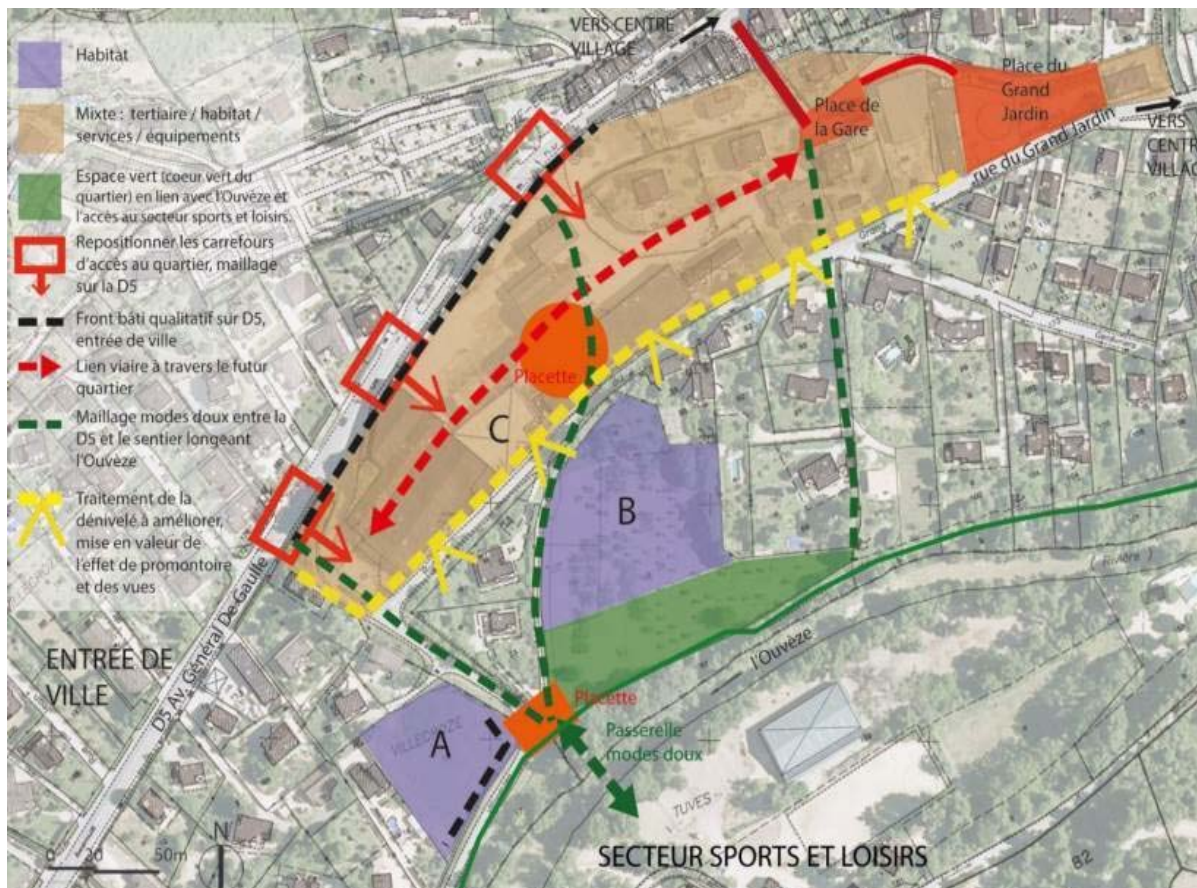 Habitat
Mixte : tertiaire / habitat /
services / équipements
Espace vert (coeur vert du
quartier) en lien avec l'Ouvèze et
l'accès au secteur sports et loisirs.
Repositionner les carrefours
d'accès au quartier, maillage
sur la D5
Front bâti qualitatif sur D5,
entrée de ville
Lien viaire à travers le futur
quartier
Maillage modes doux entre la
D5 et le sentier longeant
l'Ouvèze
Traitement de la
dénivelé à améliorer,
mise en valeur de
l'effet de promontoire
et des vues
VERS CENTRE
VILLAGE
Place de
la Gare
Place du
Grand
Jardin
VERS
CENTRE
VILLAG
rue du Grand Jardin
Placette
C
B
A
ENTRÉE DE
VILLE
D5 Av. Général De Gaulle
Placette
Passerelle
modes doux
l'Ouvèze
Rivière )
TUVES
82
SECTEUR SPORTS ET LOISIRS
N
0 20 50m